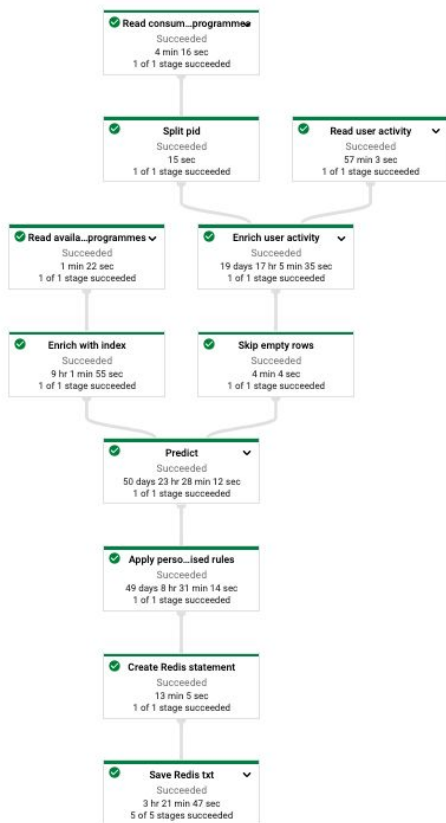 Read consum...programmes
Succeeded
4 min 16 sec
1 of 1 stage succeeded
Split pid
Succeeded
15 sec
1 of 1 stage succeeded
Read user activity
Succeeded
57 min 3 sec
1 of 1 stage succeeded
Read availa...programmes
Succeeded
1 min 22 sec
1 of 1 stage succeeded
Enrich user activity
Succeeded
19 days 17 hr 5 min 35 sec
1 of 1 stage succeeded
Enrich with index
Succeeded
9 hr 1 min 55 sec
1 of 1 stage succeeded
Skip empty rows
Succeeded
4 min 4 sec
1 of 1 stage succeeded
Predict
Succeeded
50 days 23 hr 28 min 12 sec
1 of 1 stage succeeded
Apply perso...ised rules
Succeeded
49 days 8 hr 31 min 14 sec
1 of 1 stage succeeded
Create Redis statement
Succeeded
13 min 5 sec
1 of 1 stage succeeded
Save Redis txt
Succeeded
3 hr 21 min 47 sec
5 of 5 stages succeeded